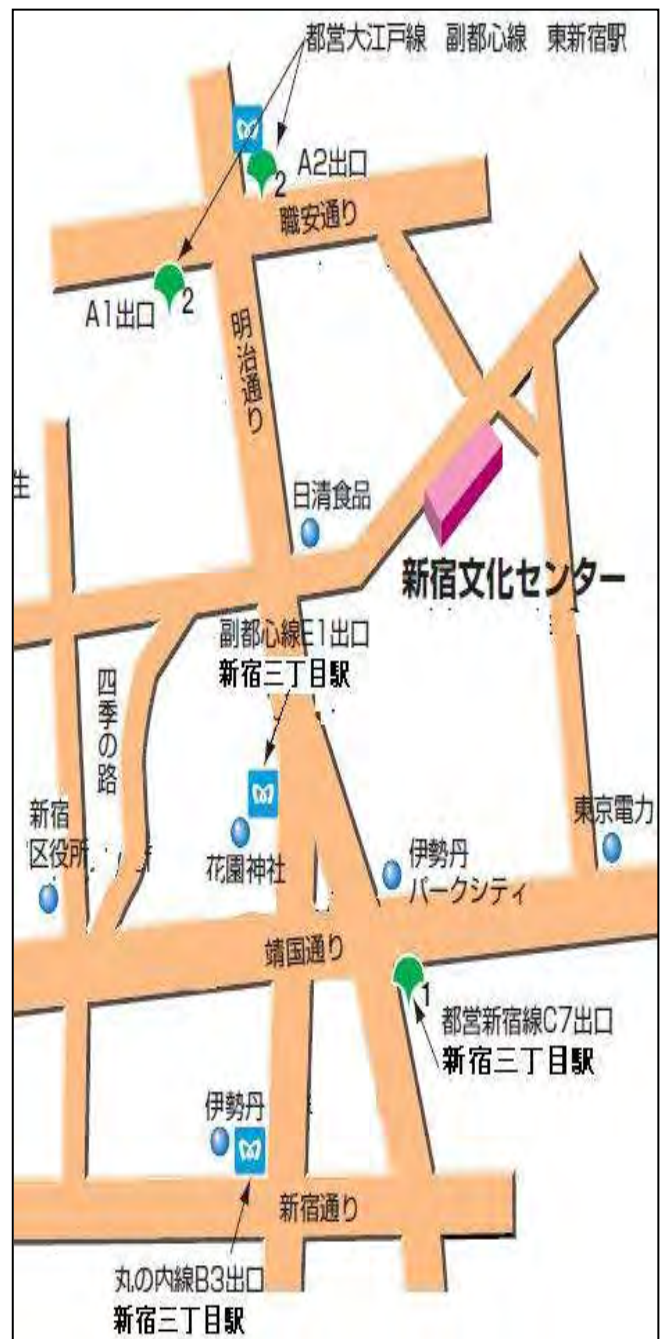 都営大江戸線 副都心線 東新宿駅
A2出口
2
職安通り
A1出口
2
明治通り
生
日清食品
新宿文化センター
副都心線E1出口
新宿三丁目駅
四季の路
新宿
区役所
花園神社
伊勢丹
パークシティ
東京電力
靖国通り
1
都営新宿線C7出口
新宿三丁目駅
伊勢丹
新宿通り
丸の内線B3出口
新宿三丁目駅